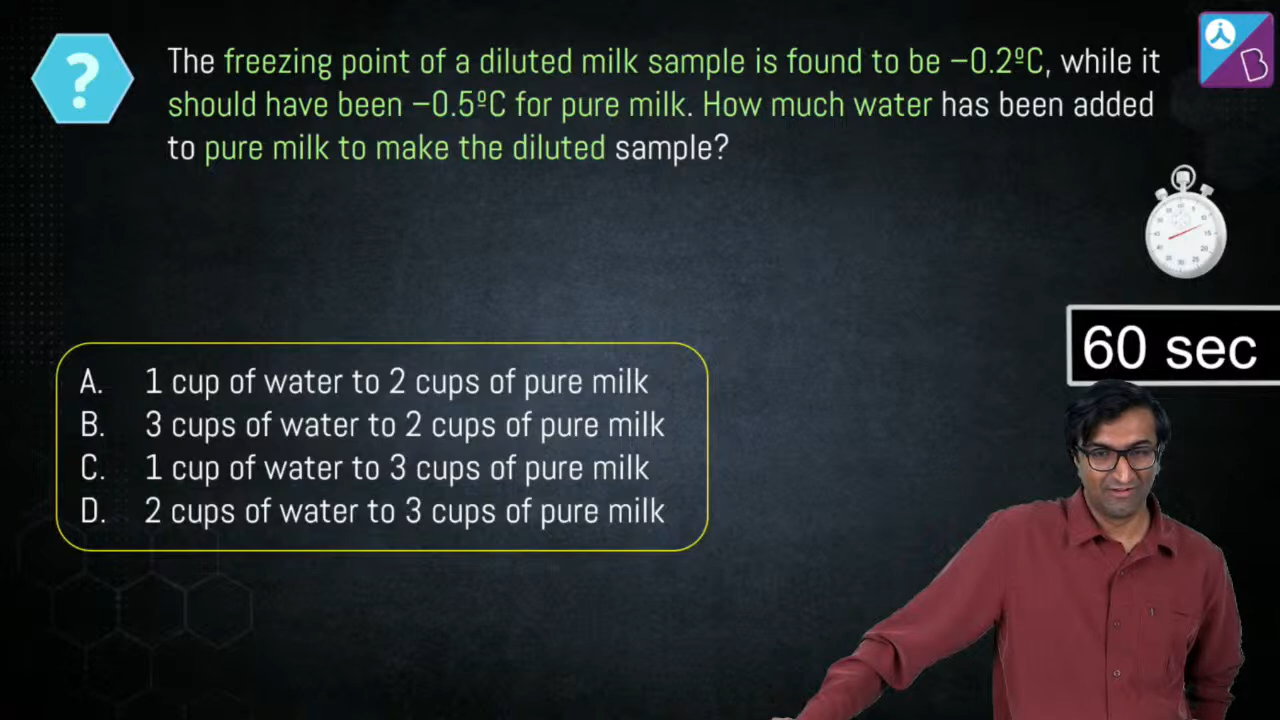 ?
The freezing point of a diluted milk sample is found to be −0.2ºC, while it
should have been −0.5ºC for pure milk. How much water has been added
to pure milk to make the diluted sample?
60 sec
A. 1 cup of water to 2 cups of pure milk
B. 3 cups of water to 2 cups of pure milk
C. 1 cup of water to 3 cups of pure milk
D. 2 cups of water to 3 cups of pure milk